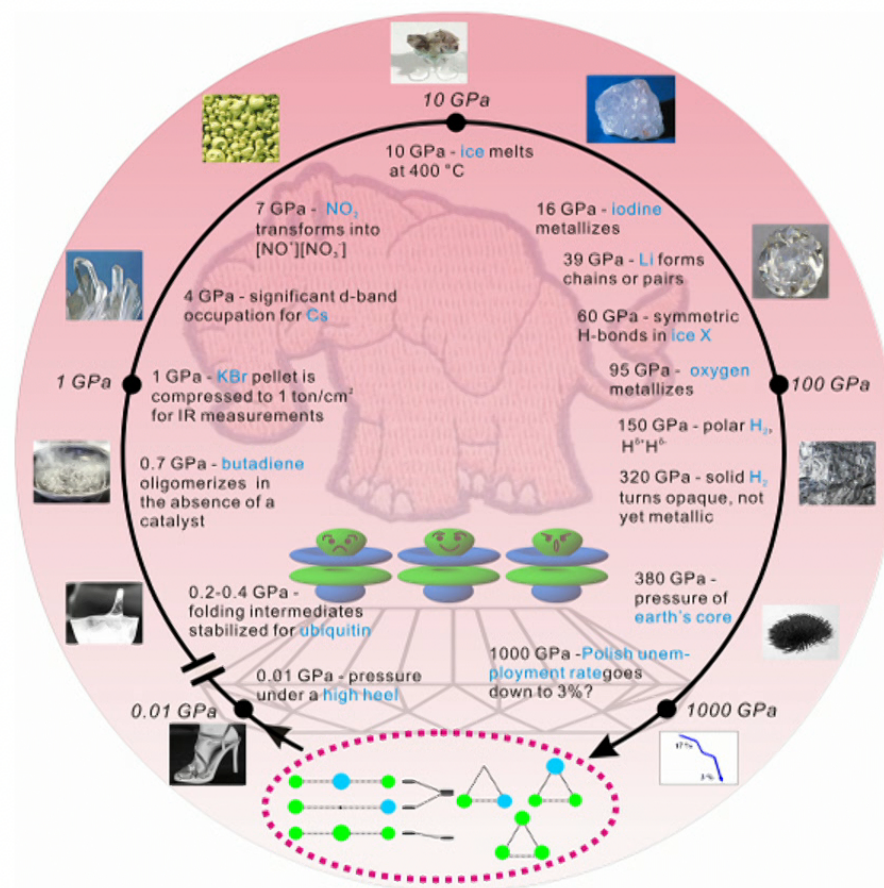 10 GPa
10 GPa - ice melts
at 400 °C
7 GPa - NO₂
transforms into
[NO⁺][NO₃⁻]
16 GPa - iodine
metallizes
39 GPa - Li forms
chains or pairs
4 GPa - significant d-band
occupation for Cs
60 GPa - symmetric
H-bonds in ice X
1 GPa
1 GPa - KBr pellet is
compressed to 1 ton/cm²
for IR measurements
95 GPa - oxygen
metallizes
100 GPa
150 GPa - polar H₂,
Hᵟ⁺Hᵟ⁻
0.7 GPa - butadiene
oligomerizes in
the absence of a
catalyst
320 GPa - solid H₂
turns opaque, not
yet metallic
0.2-0.4 GPa -
folding intermediates
stabilized for ubiquitin
380 GPa -
pressure of
earth's core
0.01 GPa - pressure
under a high heel
1000 GPa -Polish unem-
ployment rate goes
down to 3%?
0.01 GPa
1000 GPa
3%